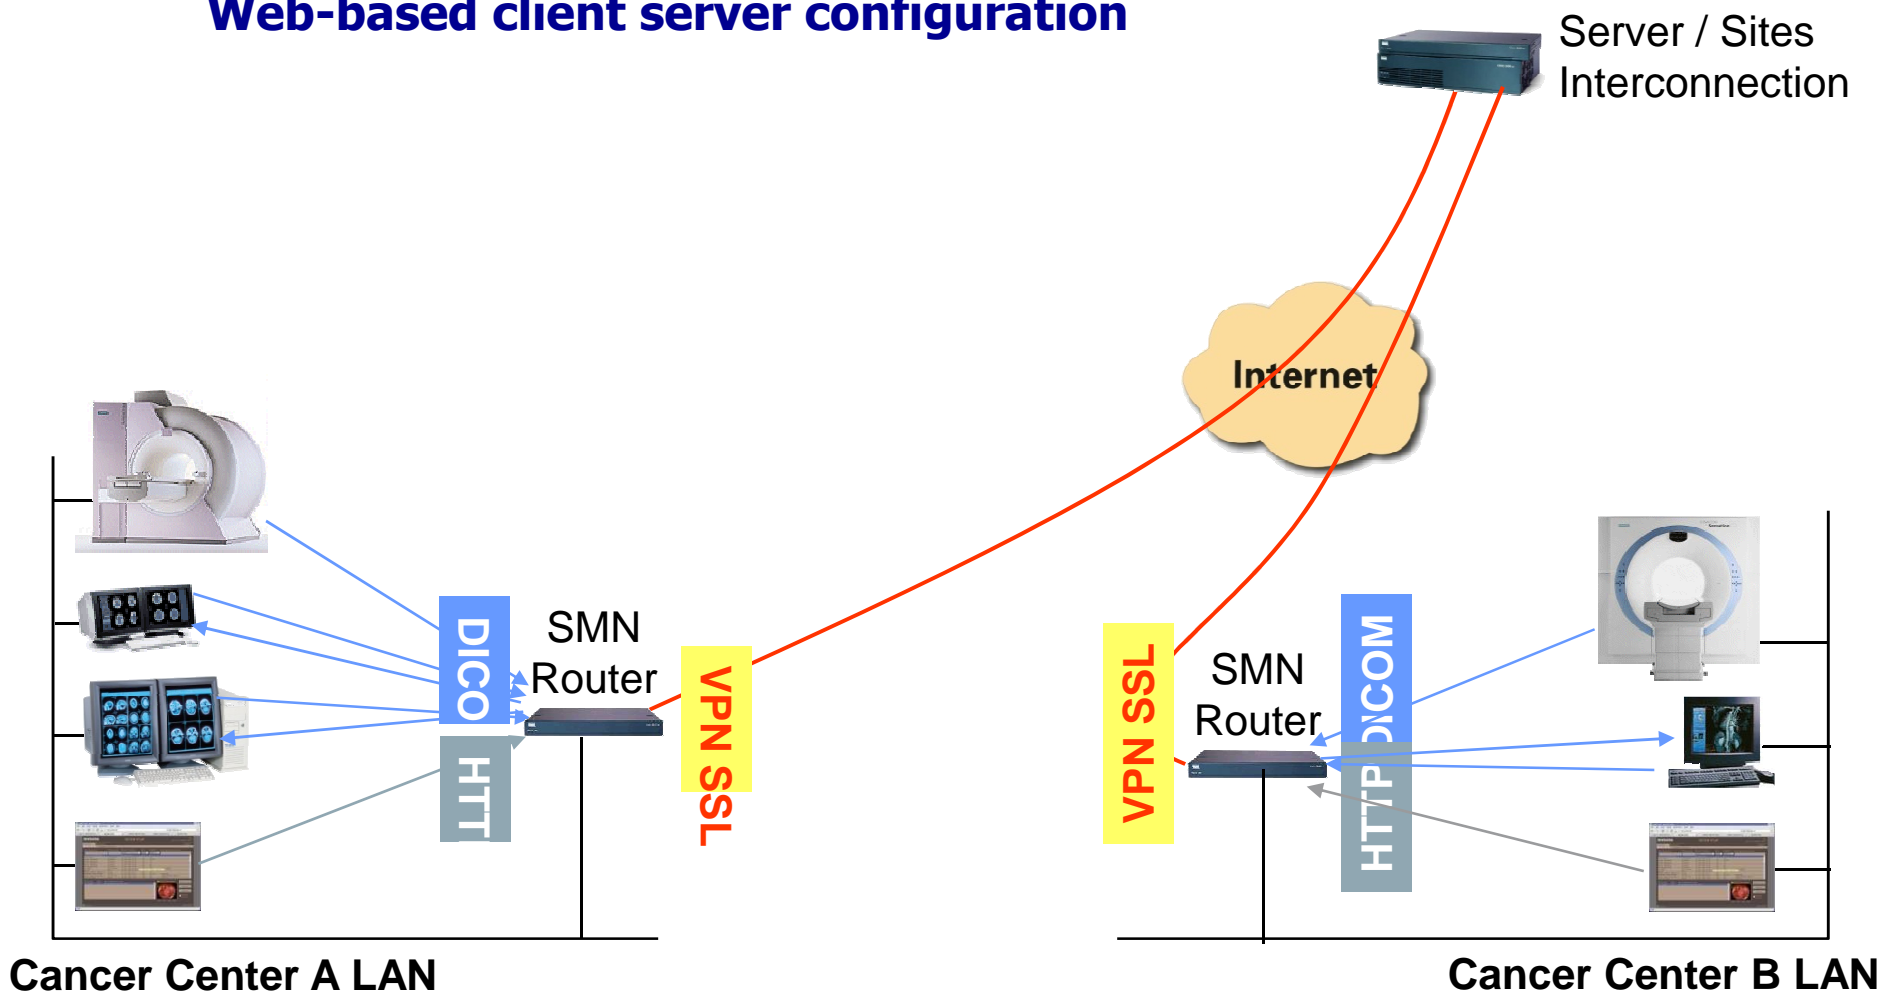 Web-based client server configuration
Server / Sites
Interconnection
Internet
DICO
SMN
Router
VPN SSL
HTT
VPN SSL
SMN
Router
DICOM
HTTP
Cancer Center A LAN
Cancer Center B LAN